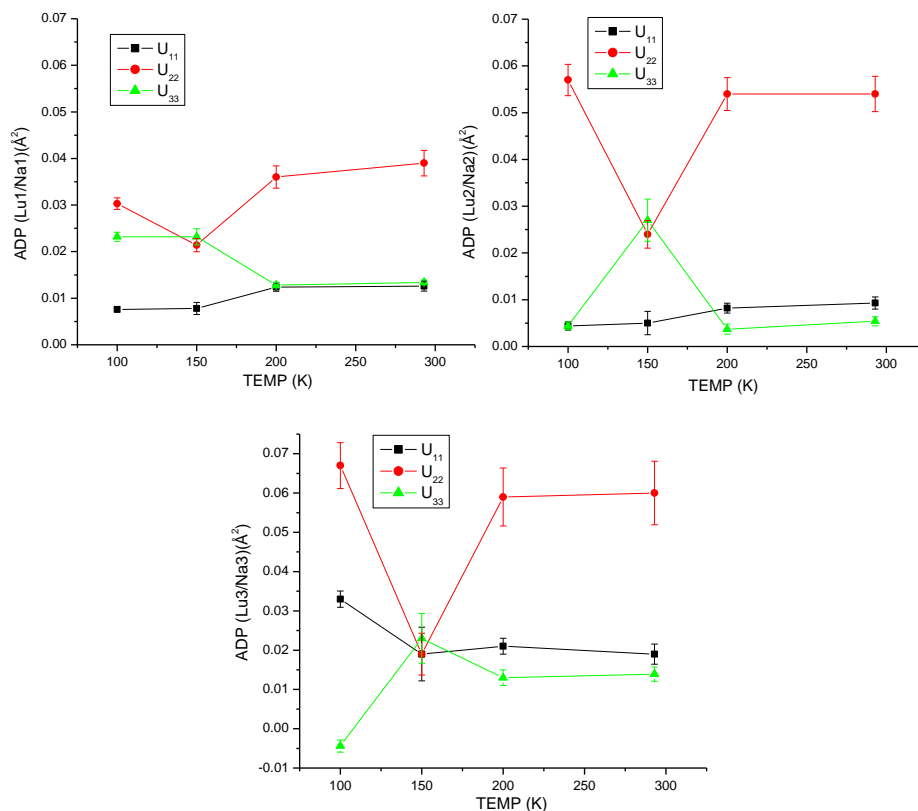 ADP (Lu1/Na1)(Å²)
0.07
0.06
0.05
0.04
0.03
0.02
0.01
0.00
U₁₁
U₂₂
U₃₃
100 150 200 250 300
TEMP (K)
ADP (Lu2/Na2)(Å²)
0.07
0.06
0.05
0.04
0.03
0.02
0.01
0.00
U₁₁
U₂₂
U₃₃
100 150 200 250 300
TEMP (K)
ADP (Lu3/Na3)(Å²)
0.07
0.06
0.05
0.04
0.03
0.02
0.01
0.00
-0.01
U₁₁
U₂₂
U₃₃
100 150 200 250 300
TEMP (K)